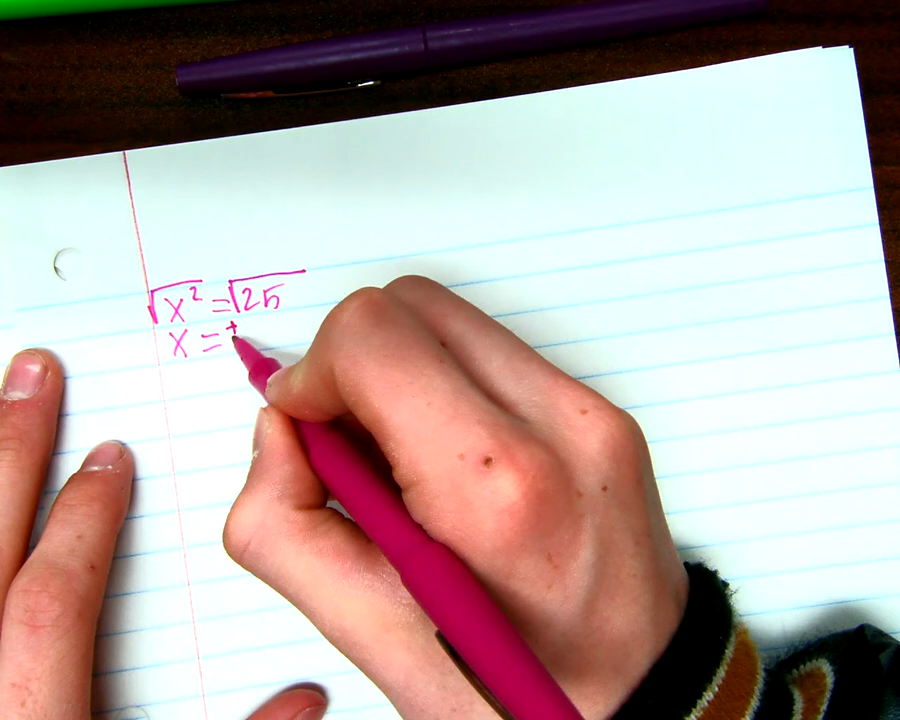 √x² = √25
x = +